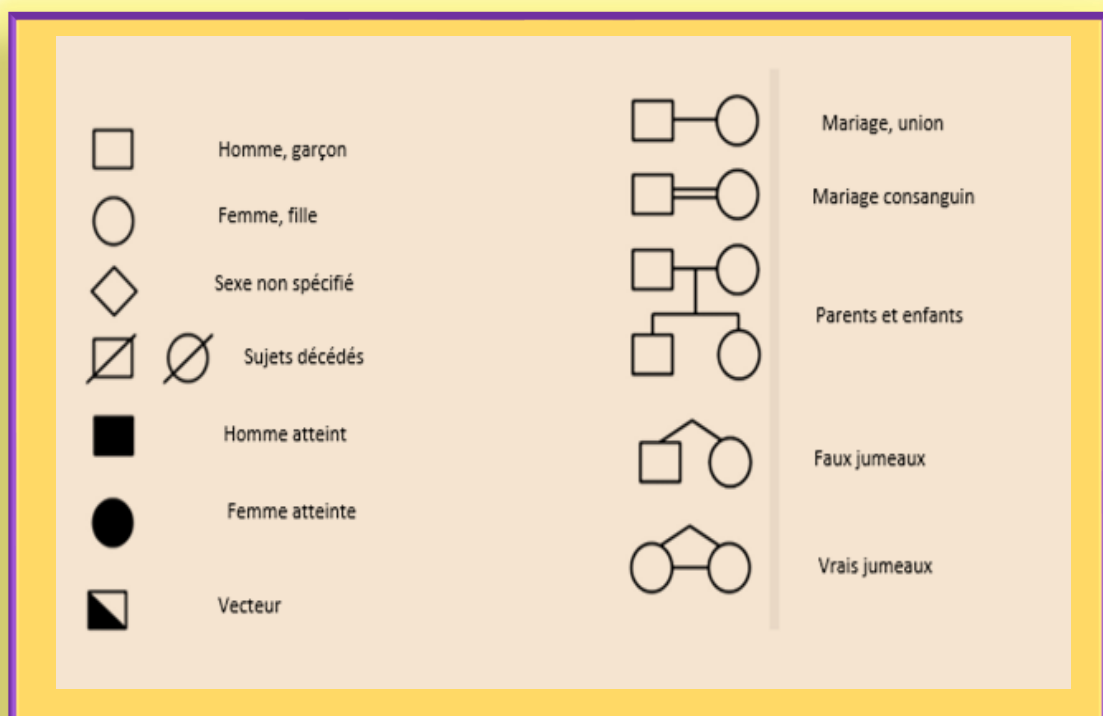 Homme, garçon
Femme, fille
Sexe non spécifié
Sujets décédés
Homme atteint
Femme atteinte
Vecteur
Mariage, union
Mariage consanguin
Parents et enfants
Faux jumeaux
Vrais jumeaux